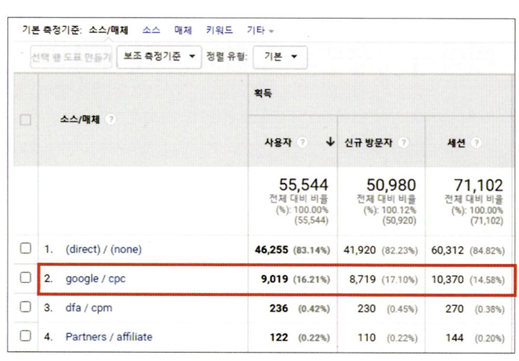 기본 측정기준: 소스/매체 소스 매체 키워드 기타
선택 행 도표 만들기 보조 측정기준 정렬 유형: 기본
획득
소스/매체 ?
사용자 ? ↓ 신규 방문자 ? 세션 ?
55,544 50,980 71,102
전체 대비 비율 전체 대비 비율 전체 대비 비율
(%): 100.00% (%): 100.12% (%): 100.00%
(55,544) (50,920) (71,102)
1. (direct) / (none) 46,255 (83.14%) 41,920 (82.23%) 60,312 (84.82%)
2. google / cpc 9,019 (16.21%) 8,719 (17.10%) 10,370 (14.58%)
3. dfa / cpm 236 (0.42%) 230 (0.45%) 270 (0.38%)
4. Partners / affiliate 122 (0.22%) 110 (0.22%) 144 (0.20%)